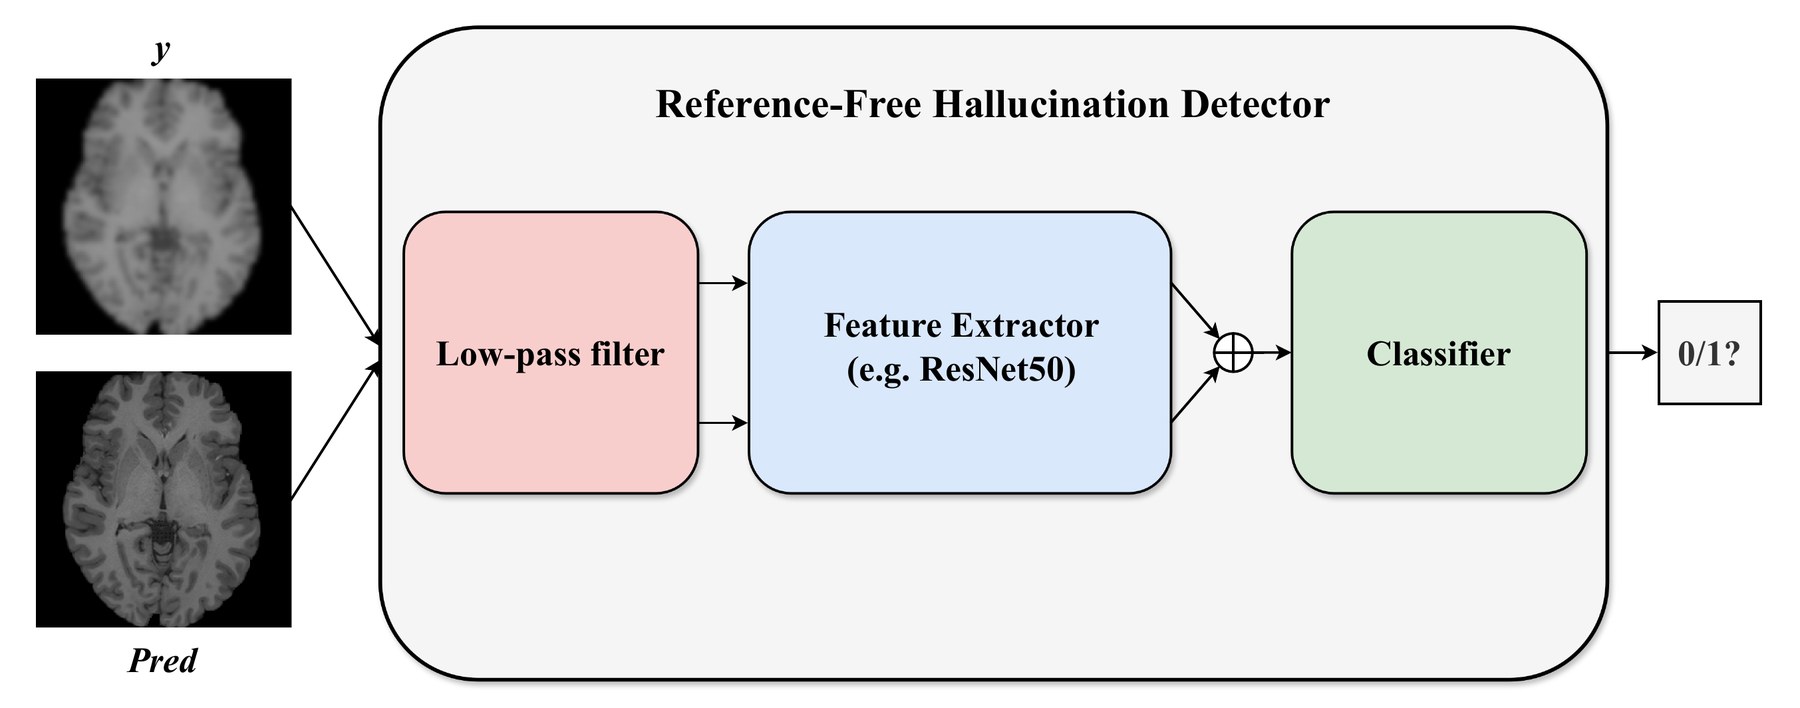 y
Reference-Free Hallucination Detector
Low-pass filter
Feature Extractor
(e.g. ResNet50)
Classifier
0/1?
Pred